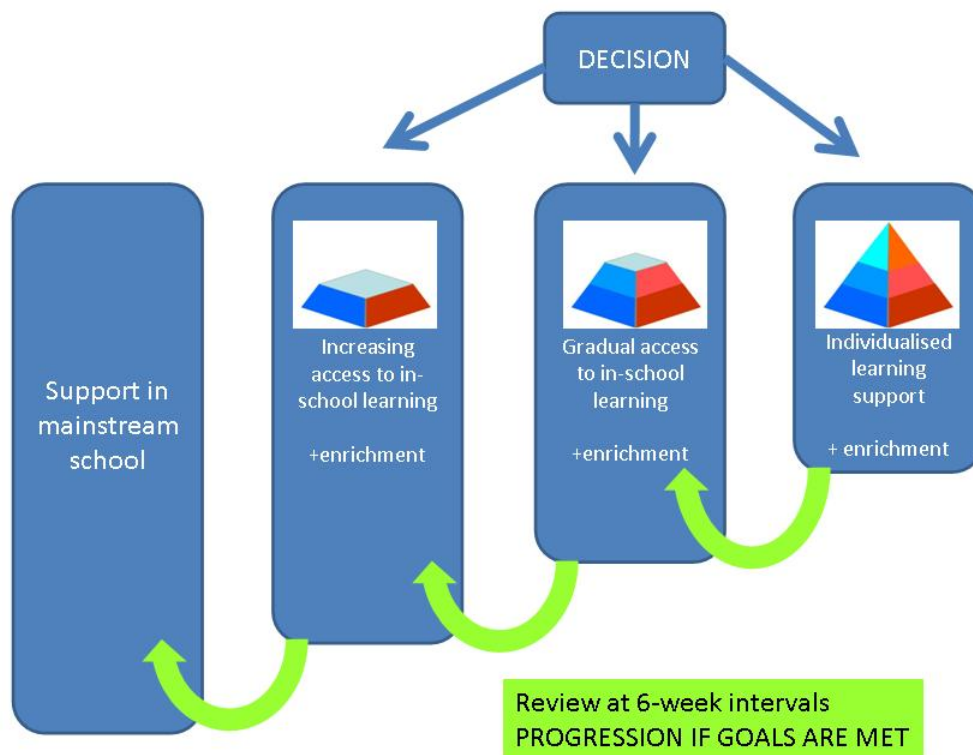 DECISION
Support in
mainstream
school
Increasing
access to in-
school learning
+enrichment
Gradual access
to in-school
learning
+enrichment
Individualised
learning
support
+ enrichment
Review at 6-week intervals
PROGRESSION IF GOALS ARE MET